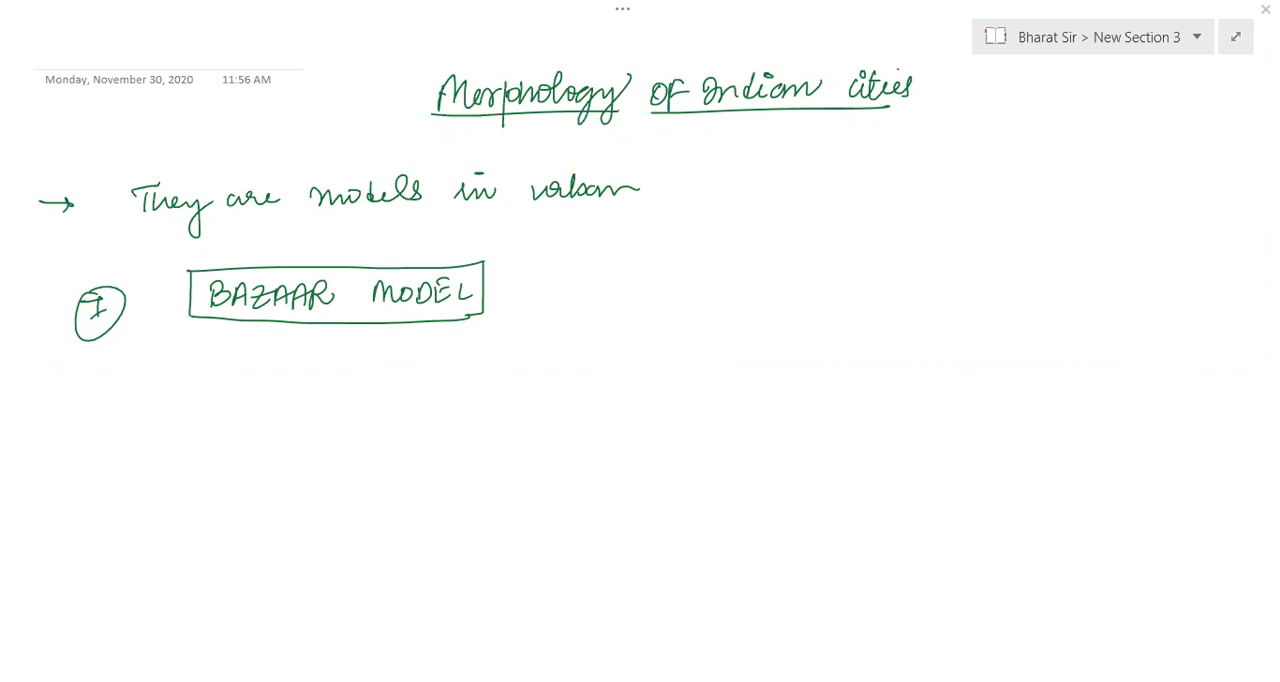 Bharat Sir > New Section 3
Monday, November 30, 2020 11:56 AM
Morphology of Indian cities
→ They are models in urban
I BAZAAR MODEL